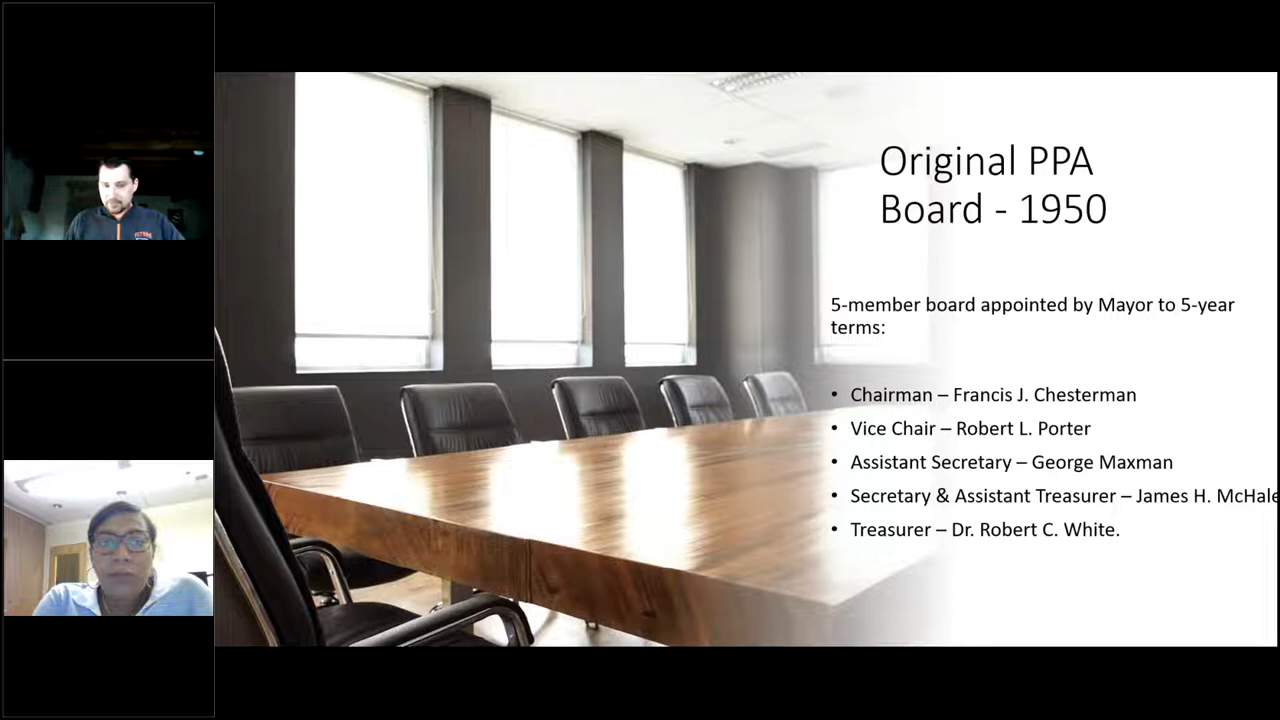 Original PPA
Board - 1950
5-member board appointed by Mayor to 5-year
terms:
• Chairman – Francis J. Chesterman
• Vice Chair – Robert L. Porter
• Assistant Secretary – George Maxman
• Secretary & Assistant Treasurer – James H. McHale
• Treasurer – Dr. Robert C. White.